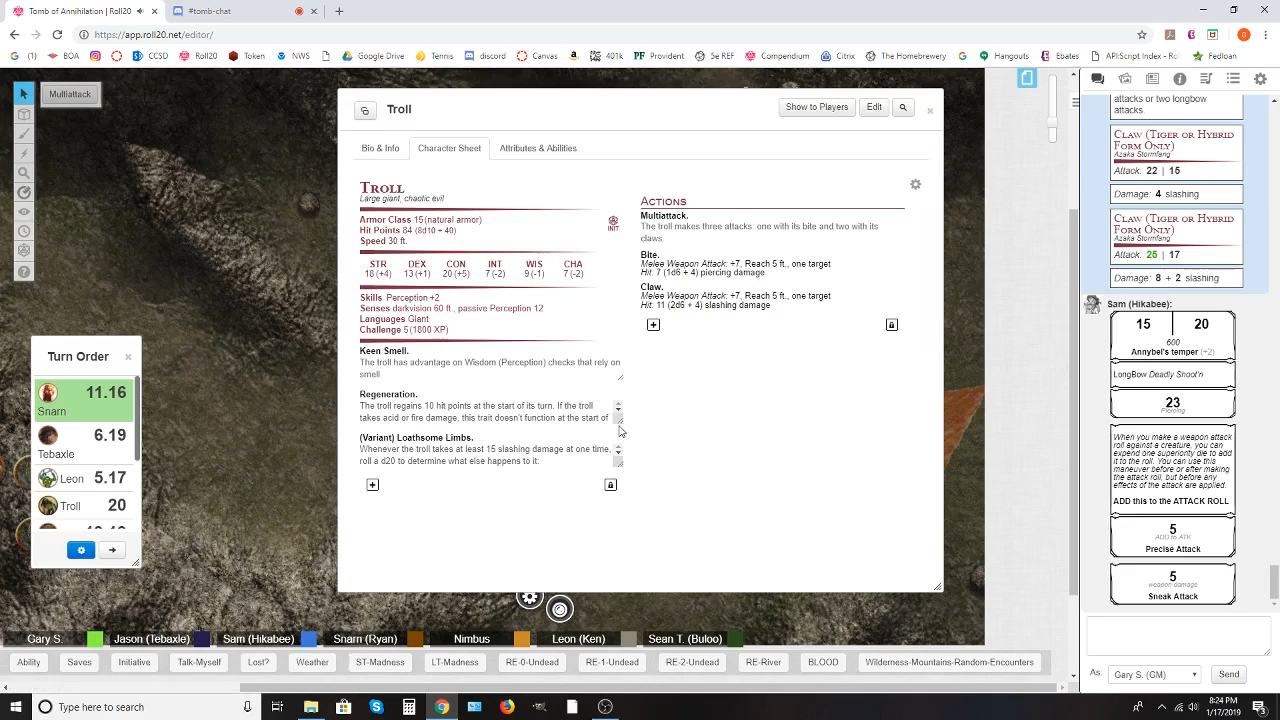 Tomb of Annihilation| Roll20
#tomb-chat
https://app.roll20.net/editor/
(1)
BOA
CCSD
Roll20
Token
NWS
Google Drive
Tennis
discord
Canvas
401k
Provident
5e REF
Compendium
Citrix
The Homebrewery
Hangouts
Ebates
APIScript Index
FedLoan
Multiattack
Troll
Show to Players
Edit
Bio & Info
Character Sheet
Attributes & Abilities
TROLL
Large giant, chaotic evil
Armor Class 15 (natural armor)
Hit Points 84 (8d10 + 40)
Speed 30 ft.
INIT
STR DEX CON INT WIS CHA
18 (+4) 13 (+1) 20 (+5) 7 (-2) 9 (-1) 7 (-2)
Skills Perception +2
Senses darkvision 60 ft., passive Perception 12
Languages Giant
Challenge 5 (1800 XP)
Keen Smell.
The troll has advantage on Wisdom (Perception) checks that rely on
smell.
Regeneration.
The troll regains 10 hit points at the start of its turn. If the troll
takes acid or fire damage, this trait doesn't function at the start of
(Variant) Loathsome Limbs.
Whenever the troll takes at least 15 slashing damage at one time,
roll a d20 to determine what else happens to it:
ACTIONS
Multiattack.
The troll makes three attacks: one with its bite and two with its
claws.
Bite.
Melee Weapon Attack: +7, Reach 5 ft., one target
Hit: 7 (1d6 + 4) piercing damage
Claw.
Melee Weapon Attack: +7, Reach 5 ft., one target
Hit: 11 (2d6 + 4) slashing damage
Turn Order
11.16
Snarn
6.19
Tebaxle
Leon 5.17
Troll 20
attacks or two longbow
attacks.
CLAW (TIGER OR HYBRID
FORM ONLY)
Azaka Stormfang
Attack: 22 | 15
Damage: 4 slashing
CLAW (TIGER OR HYBRID
FORM ONLY)
Azaka Stormfang
Attack: 25 | 17
Damage: 8 + 2 slashing
Sam (Hikabee):
15 20
600
Annybel's temper (+2)
LongBow Deadly Shoot'n
23
Piercing
When you make a weapon attack
roll against a creature, you can
expend one superiority die to add
it to the roll. You can use this
maneuver before or after making
the attack roll, but before any
effects of the attack are applied.
ADD this to the ATTACK ROLL
5
ADD to ATK
Precise Attack
5
weapon damage
Sneak Attack
As: Gary S. (GM)
Send
Gary S.
Jason (Tebaxle)
Sam (Hikabee)
Snarn (Ryan)
Nimbus
Leon (Ken)
Sean T. (Buloo)
Ability
Saves
Initiative
Talk-Myself
Lost?
Weather
ST-Madness
LT-Madness
RE-0-Undead
RE-1-Undead
RE-2-Undead
RE-River
BLOOD
Wilderness-Mountains-Random-Encounters
Type here to search
8:24 PM
1/17/2019